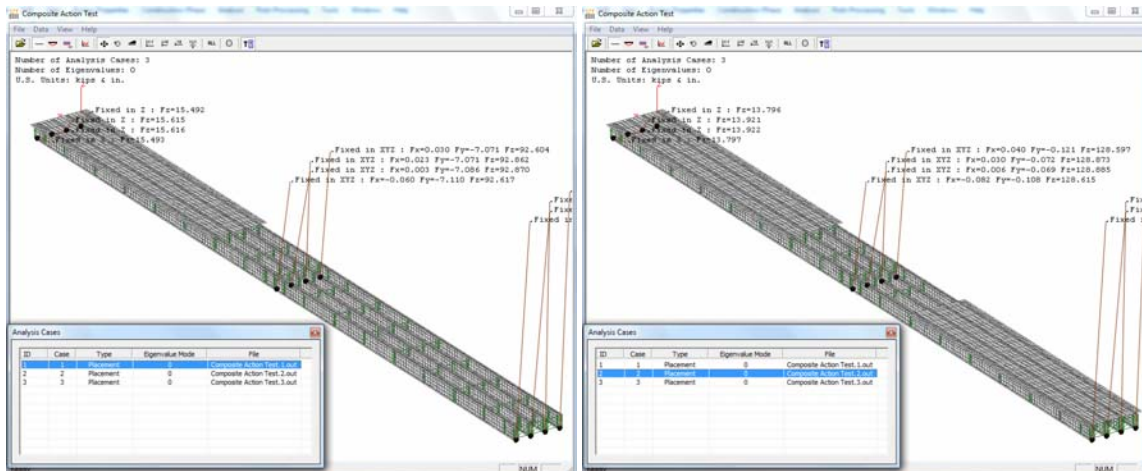 Composite Action Test
File Data View Help
Number of Analysis Cases: 3
Number of Eigenvalues: 0
U.S. Units: kips & in.
Fixed in Z : Fz=15.492
Fixed in Z : Fz=15.615
Fixed in Z : Fz=15.616
Fixed in Z : Fz=15.493
Fixed in XYZ : Fx=0.030 Fy=-7.071 Fz=92.604
Fixed in XYZ : Fx=0.023 Fy=-7.071 Fz=92.862
Fixed in XYZ : Fx=0.003 Fy=-7.086 Fz=92.870
Fixed in XYZ : Fx=-0.060 Fy=-7.110 Fz=92.617
Fixe
Fixed
Fixed in
Analysis Cases
ID Case Type Eigenvalue Mode File
1 1 Placement 0 Composite Action Test.1.out
2 2 Placement 0 Composite Action Test.2.out
3 3 Placement 0 Composite Action Test.3.out
NUM
Composite Action Test
File Data View Help
Number of Analysis Cases: 3
Number of Eigenvalues: 0
U.S. Units: kips & in.
Fixed in Z : Fz=13.796
Fixed in Z : Fz=13.921
Fixed in Z : Fz=13.922
Fixed in Z : Fz=13.797
Fixed in XYZ : Fx=0.040 Fy=-0.121 Fz=128.597
Fixed in XYZ : Fx=0.030 Fy=-0.072 Fz=128.873
Fixed in XYZ : Fx=0.006 Fy=-0.069 Fz=128.885
Fixed in XYZ : Fx=-0.082 Fy=-0.108 Fz=128.615
Fix
Fixe
Fixed i
Analysis Cases
ID Case Type Eigenvalue Mode File
1 1 Placement 0 Composite Action Test.1.out
2 2 Placement 0 Composite Action Test.2.out
3 3 Placement 0 Composite Action Test.3.out
NUM